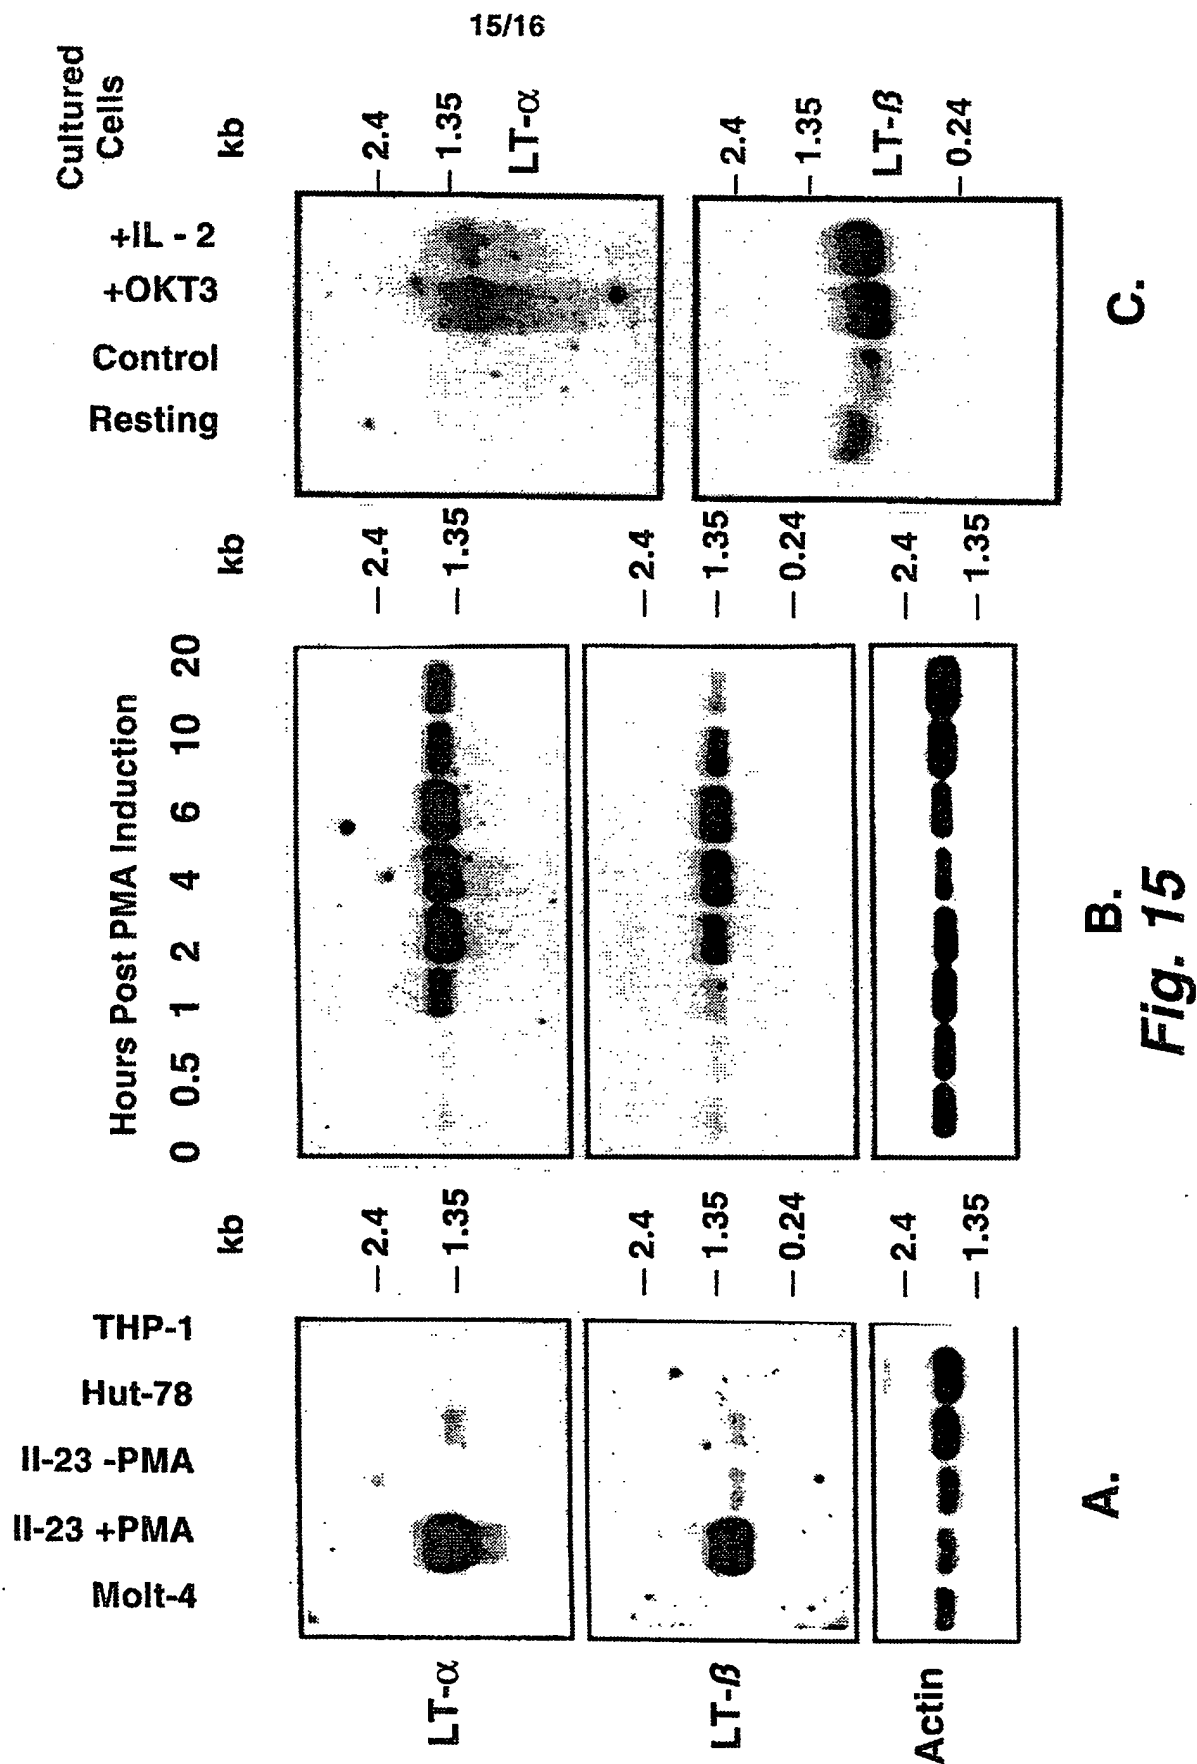 15/16
Molt-4
II-23 +PMA
II-23 -PMA
Hut-78
THP-1
kb
LT-α
– 2.4
– 1.35
LT-β
– 2.4
– 1.35
– 0.24
Actin
– 2.4
– 1.35
A.
Hours Post PMA Induction
0 0.5 1 2 4 6 10 20
kb
– 2.4
– 1.35
– 2.4
– 1.35
– 0.24
– 2.4
– 1.35
B.
Resting
Control
+OKT3
+IL - 2
Cultured
Cells
kb
– 2.4
– 1.35
LT-α
– 2.4
– 1.35
LT-β
– 0.24
C.
Fig. 15